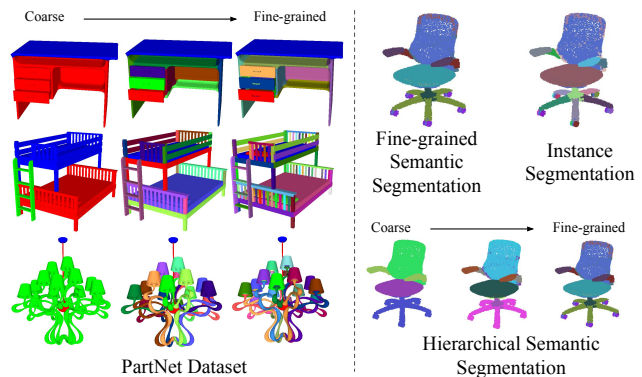 Coarse
Fine-grained
PartNet Dataset
Fine-grained
Semantic
Segmentation
Instance
Segmentation
Coarse
Fine-grained
Hierarchical Semantic
Segmentation